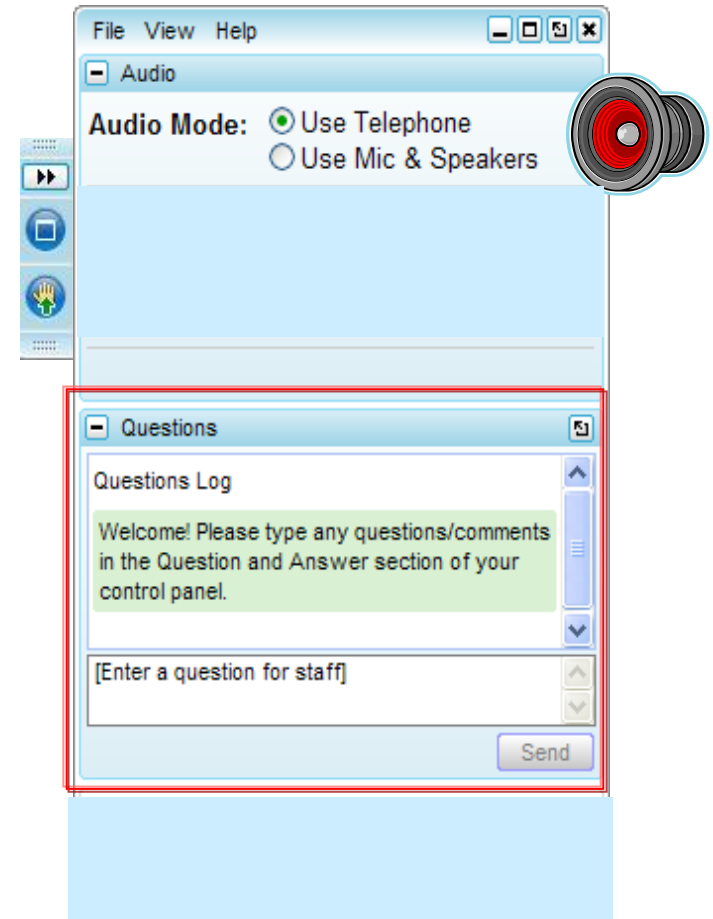 File View Help
Audio
Audio Mode: Use Telephone
Use Mic & Speakers
Questions
Questions Log
Welcome! Please type any questions/comments
in the Question and Answer section of your
control panel.
[Enter a question for staff]
Send